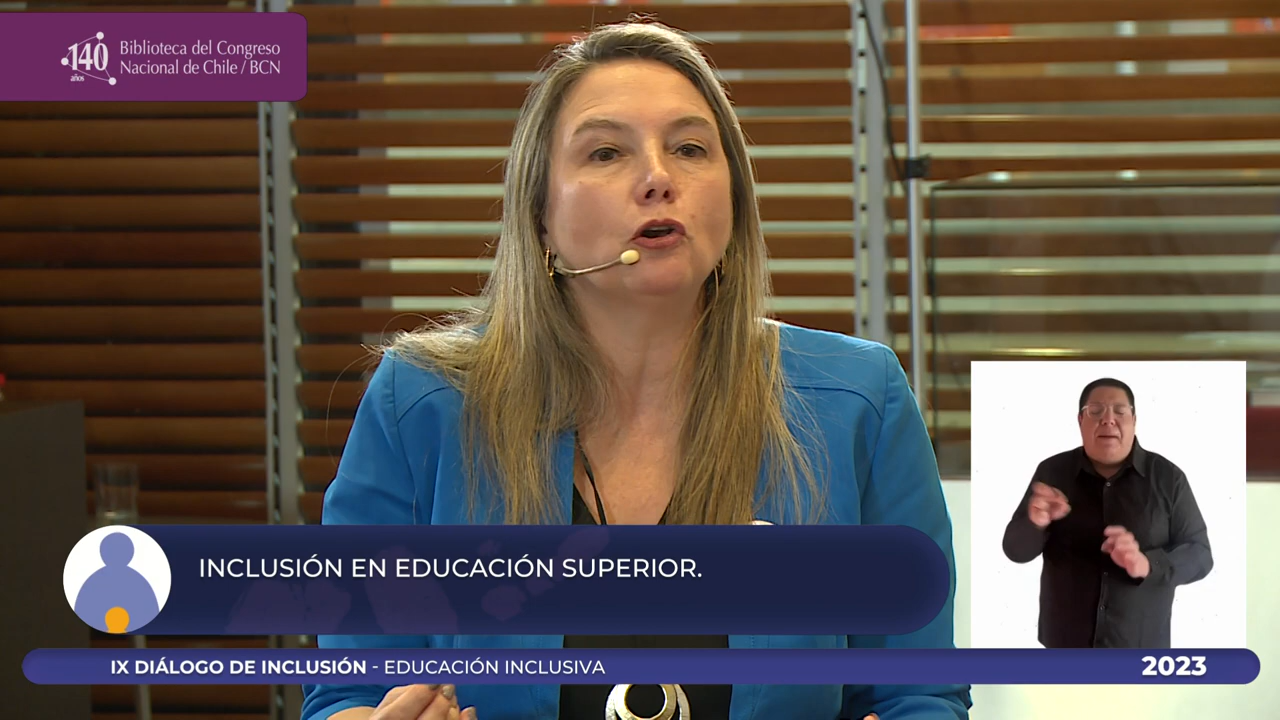 140
años
Biblioteca del Congreso
Nacional de Chile / BCN
INCLUSIÓN EN EDUCACIÓN SUPERIOR.
IX DIÁLOGO DE INCLUSIÓN - EDUCACIÓN INCLUSIVA
2023